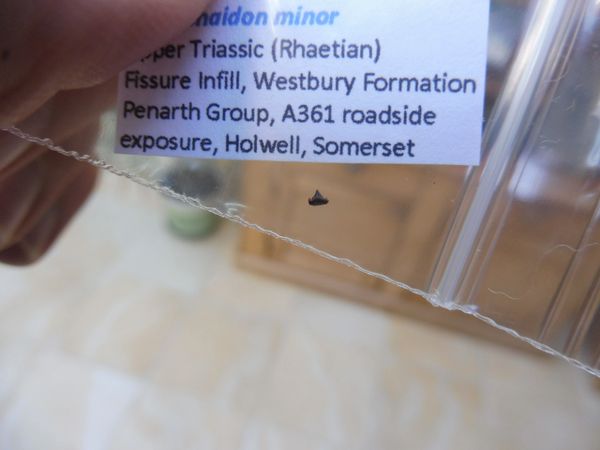 minor
Triassic (Rhaetian)
Fissure Infill, Westbury Formation
Penarth Group, A361 roadside
exposure, Holwell, Somerset